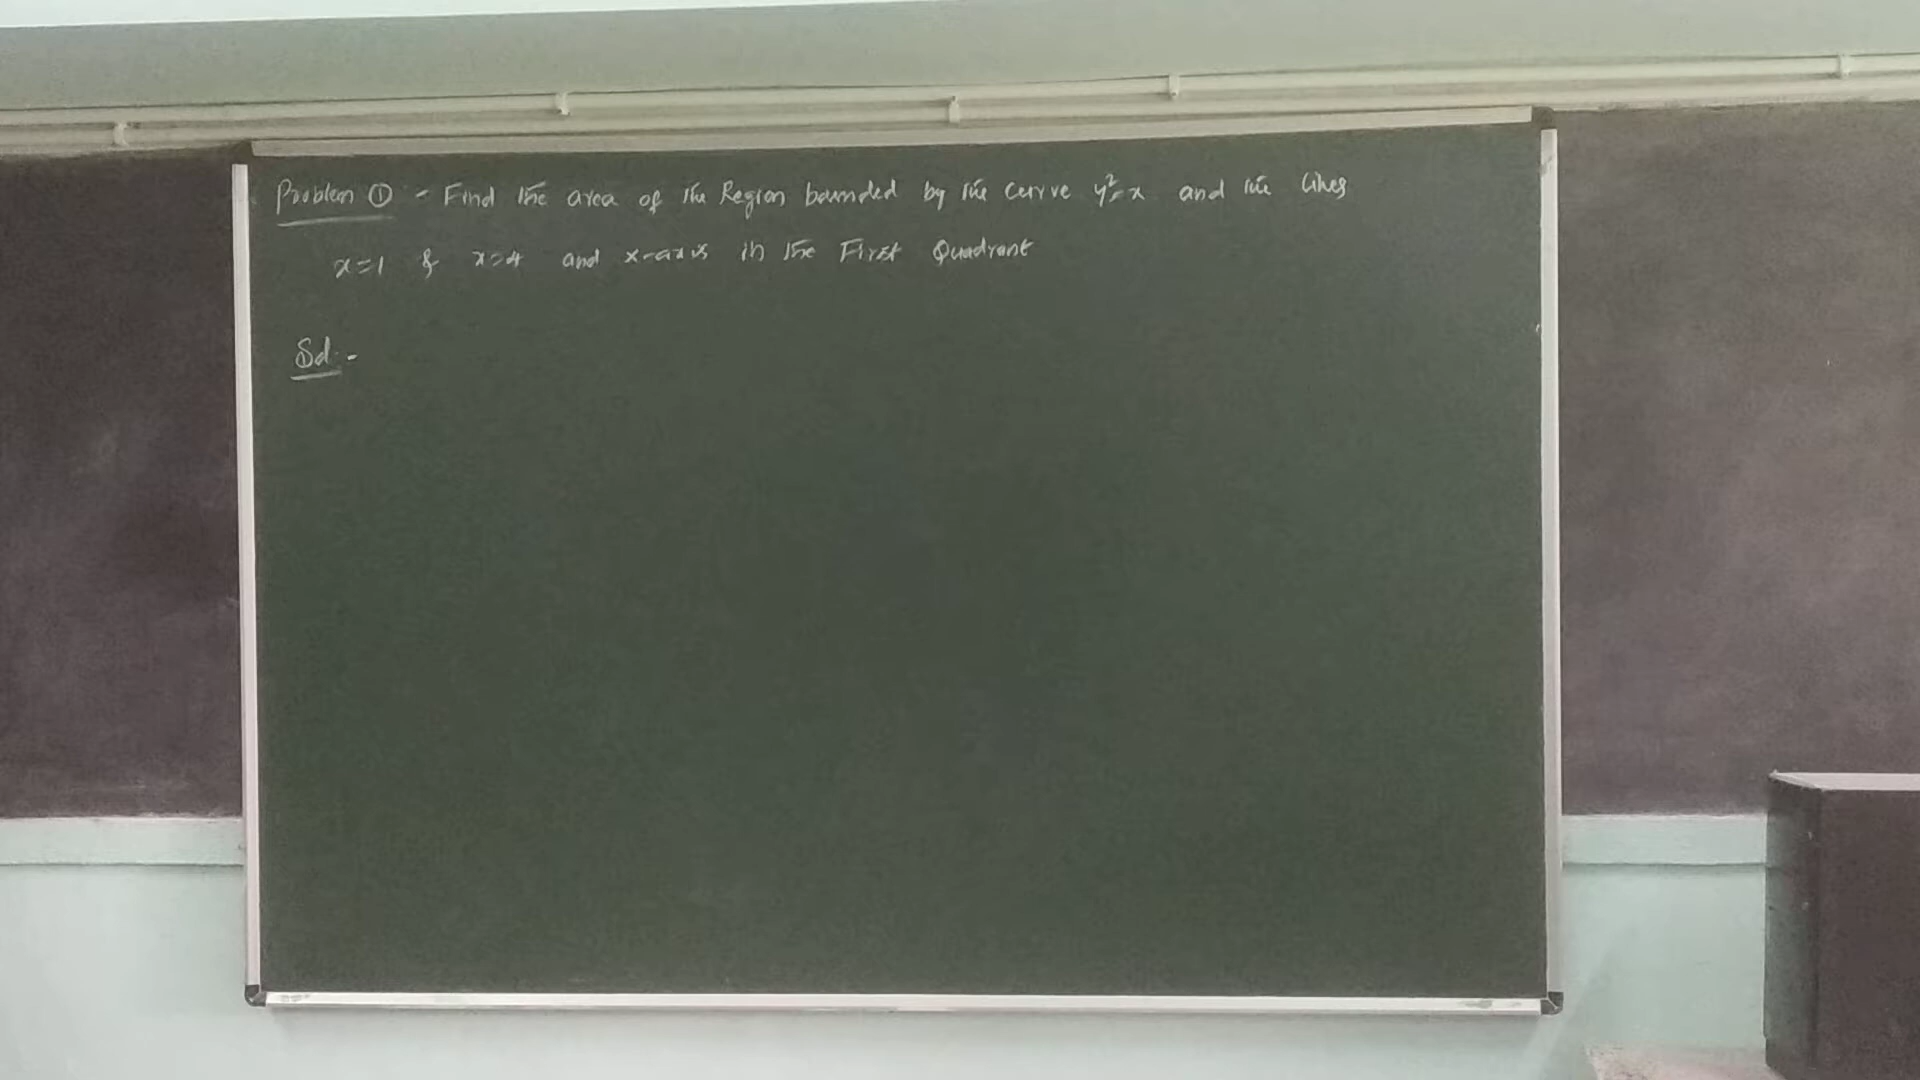 Problem ① :- Find the area of the Region bounded by the curve y²=x and the lines
x=1 & x=4 and x-axis in the First Quadrant
Sol:-